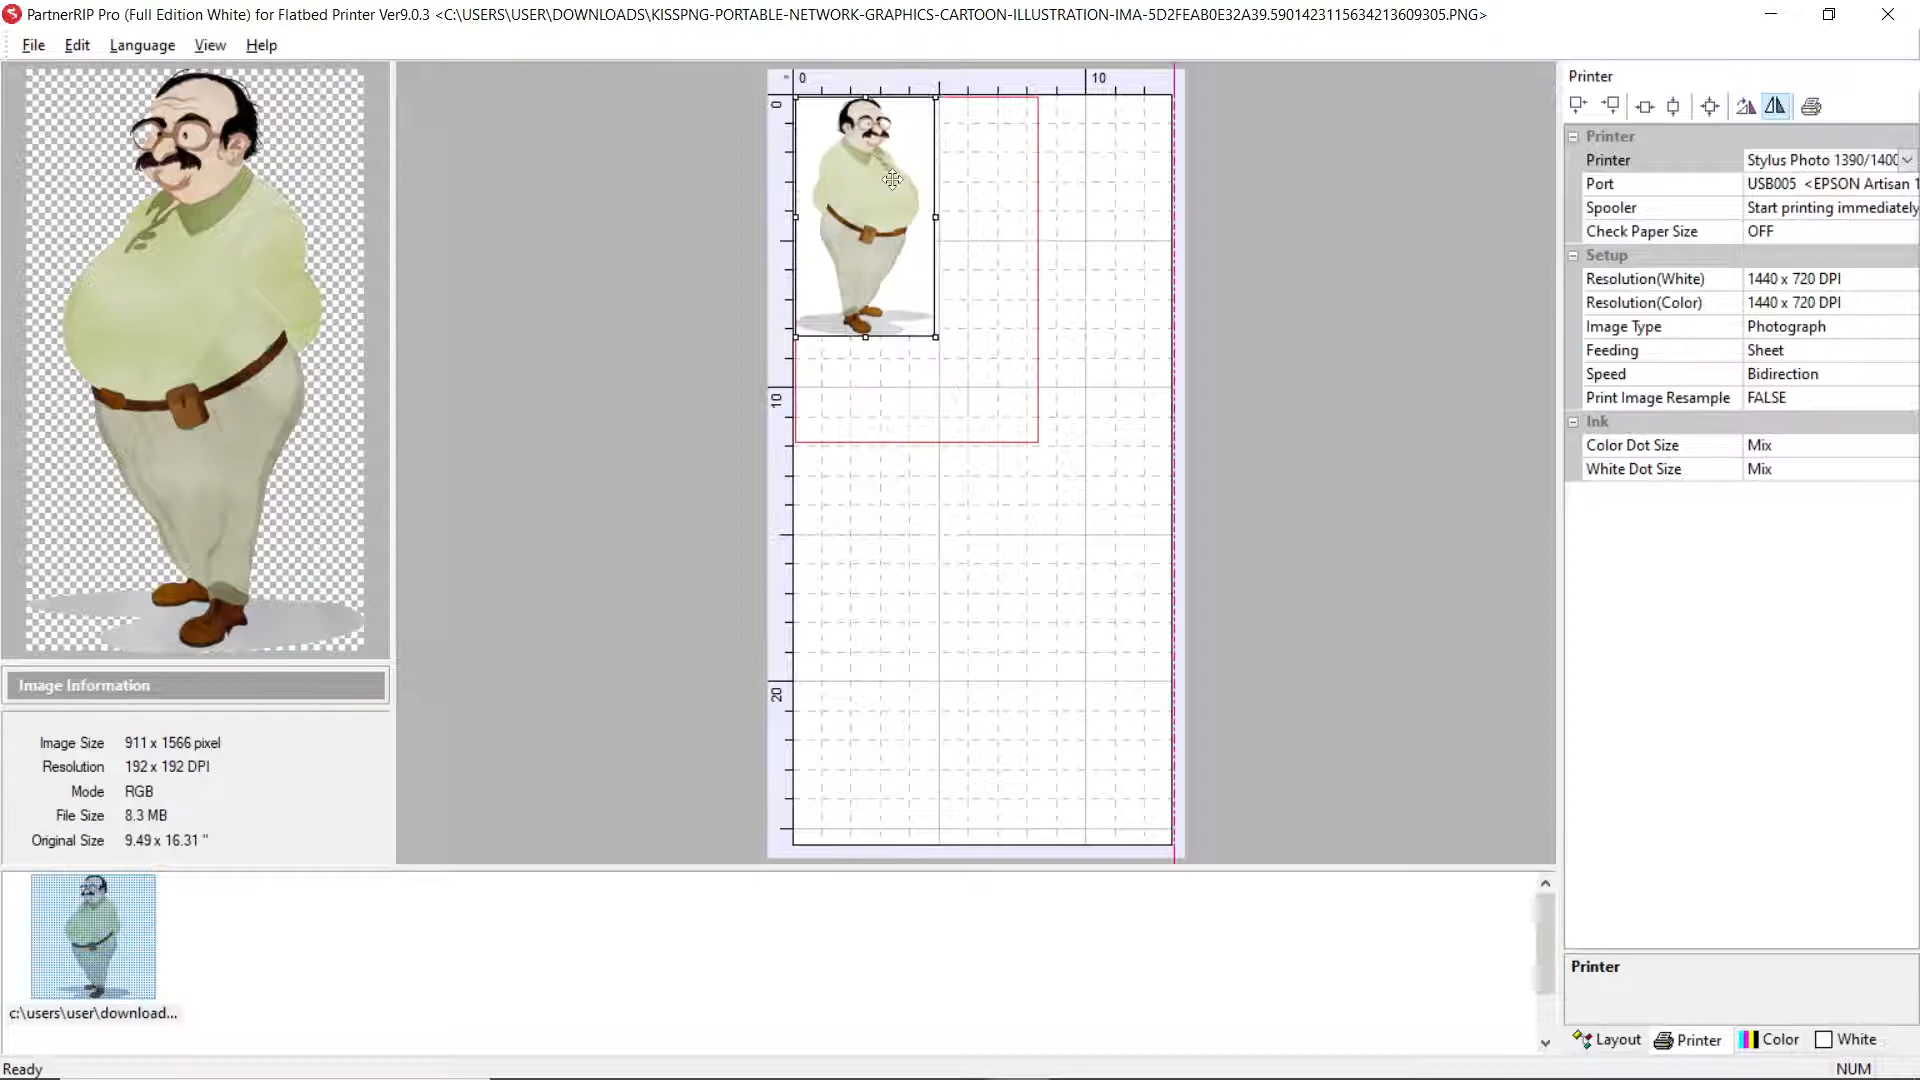 PartnerRIP Pro (Full Edition White) for Flatbed Printer Ver9.0.3 <C:\USERS\USER\DOWNLOADS\KISSPNG-PORTABLE-NETWORK-GRAPHICS-CARTOON-ILLUSTRATION-IMA-5D2FEAB0E32A39.5901423115634213609305.PNG>
File Edit Language View Help
0 10
0
10
20
Image Information
Image Size 911 x 1566 pixel
Resolution 192 x 192 DPI
Mode RGB
File Size 8.3 MB
Original Size 9.49 x 16.31 "
c:\users\user\download...
Ready
Printer
Printer
Printer Stylus Photo 1390/1400
Port USB005 <EPSON Artisan 1
Spooler Start printing immediately
Check Paper Size OFF
Setup
Resolution(White) 1440 x 720 DPI
Resolution(Color) 1440 x 720 DPI
Image Type Photograph
Feeding Sheet
Speed Bidirection
Print Image Resample FALSE
Ink
Color Dot Size Mix
White Dot Size Mix
Printer
Layout Printer Color White
NUM